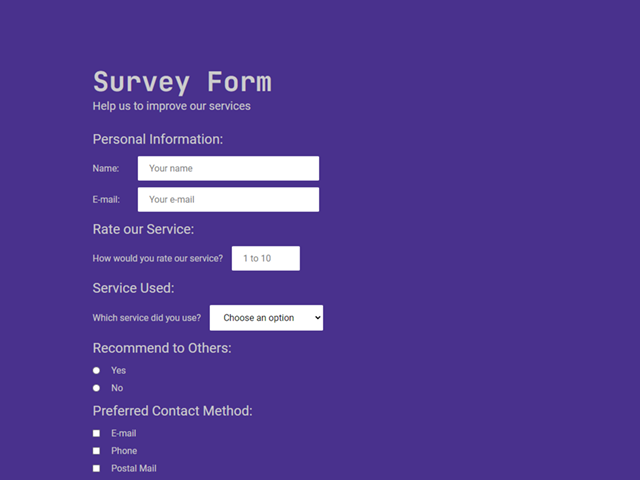 Survey Form
Help us to improve our services
Personal Information:
Name: Your name
E-mail: Your e-mail
Rate our Service:
How would you rate our service? 1 to 10
Service Used:
Which service did you use? Choose an option
Recommend to Others:
Yes
No
Preferred Contact Method:
E-mail
Phone
Postal Mail